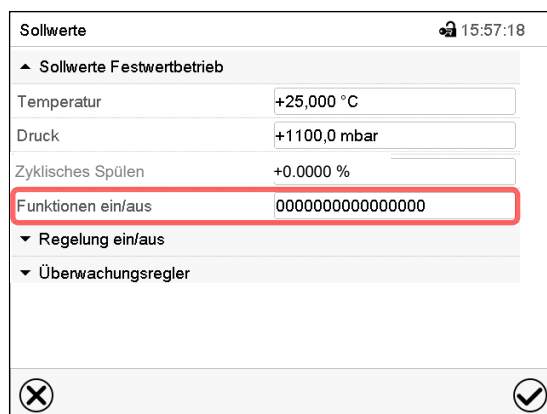 Sollwerte 15:57:18
Sollwerte Festwertbetrieb
Temperatur +25,000 °C
Druck +1100,0 mbar
Zyklisches Spülen +0.0000 %
Funktionen ein/aus 0000000000000000
Regelung ein/aus
Überwachungsregler